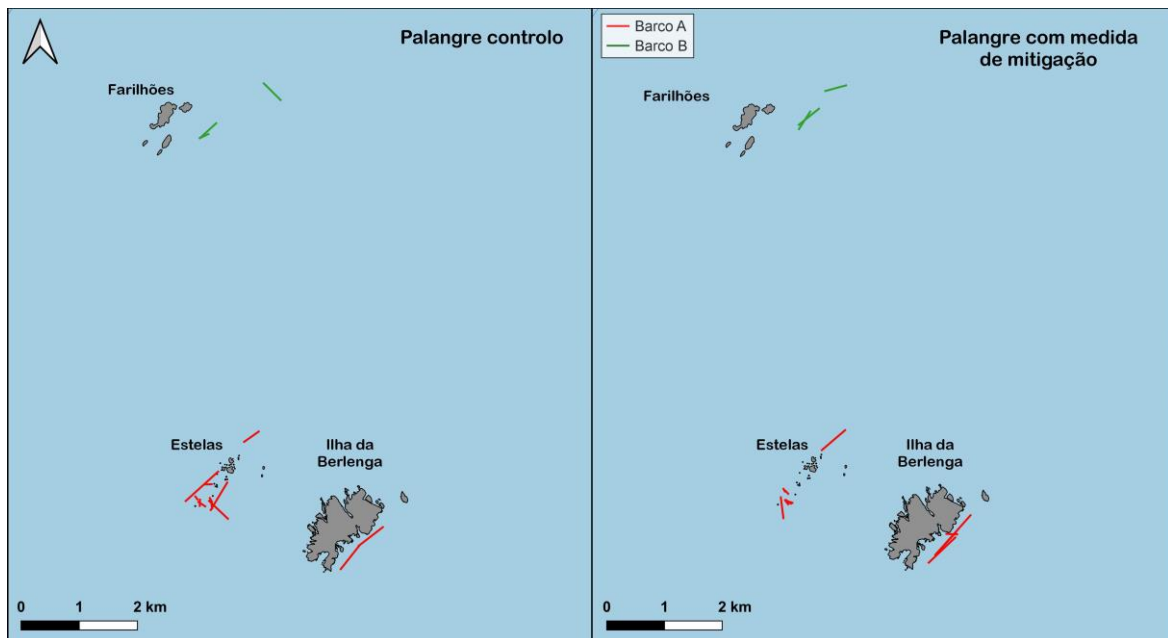 Palangre controlo
Farilhões
Estelas
Ilha da
Berlenga
0 1 2 km
Barco A
Barco B
Palangre com medida
de mitigação
Farilhões
Estelas
Ilha da
Berlenga
0 1 2 km